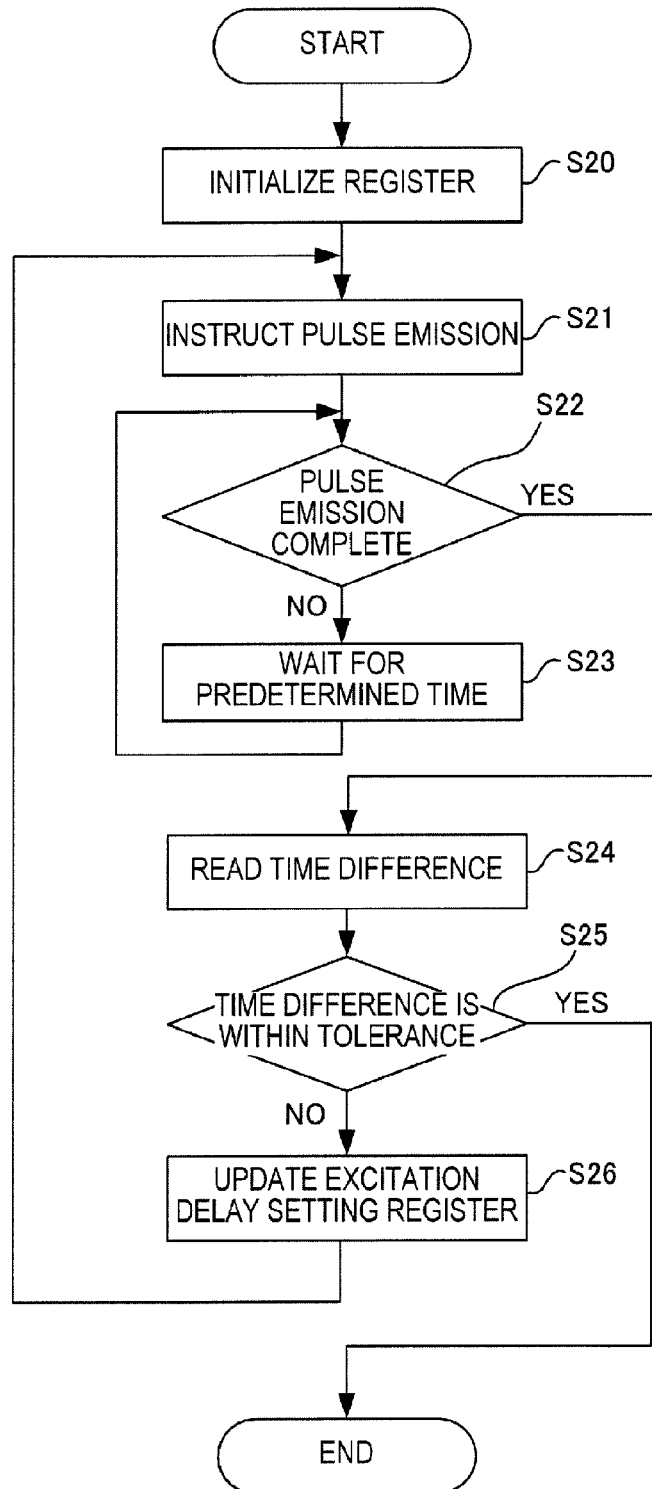 START
INITIALIZE REGISTER
S20
INSTRUCT PULSE EMISSION
S21
S22
PULSE
EMISSION
COMPLETE
YES
NO
WAIT FOR
PREDETERMINED TIME
S23
READ TIME DIFFERENCE
S24
S25
TIME DIFFERENCE IS
WITHIN TOLERANCE
YES
NO
UPDATE EXCITATION
DELAY SETTING REGISTER
S26
END